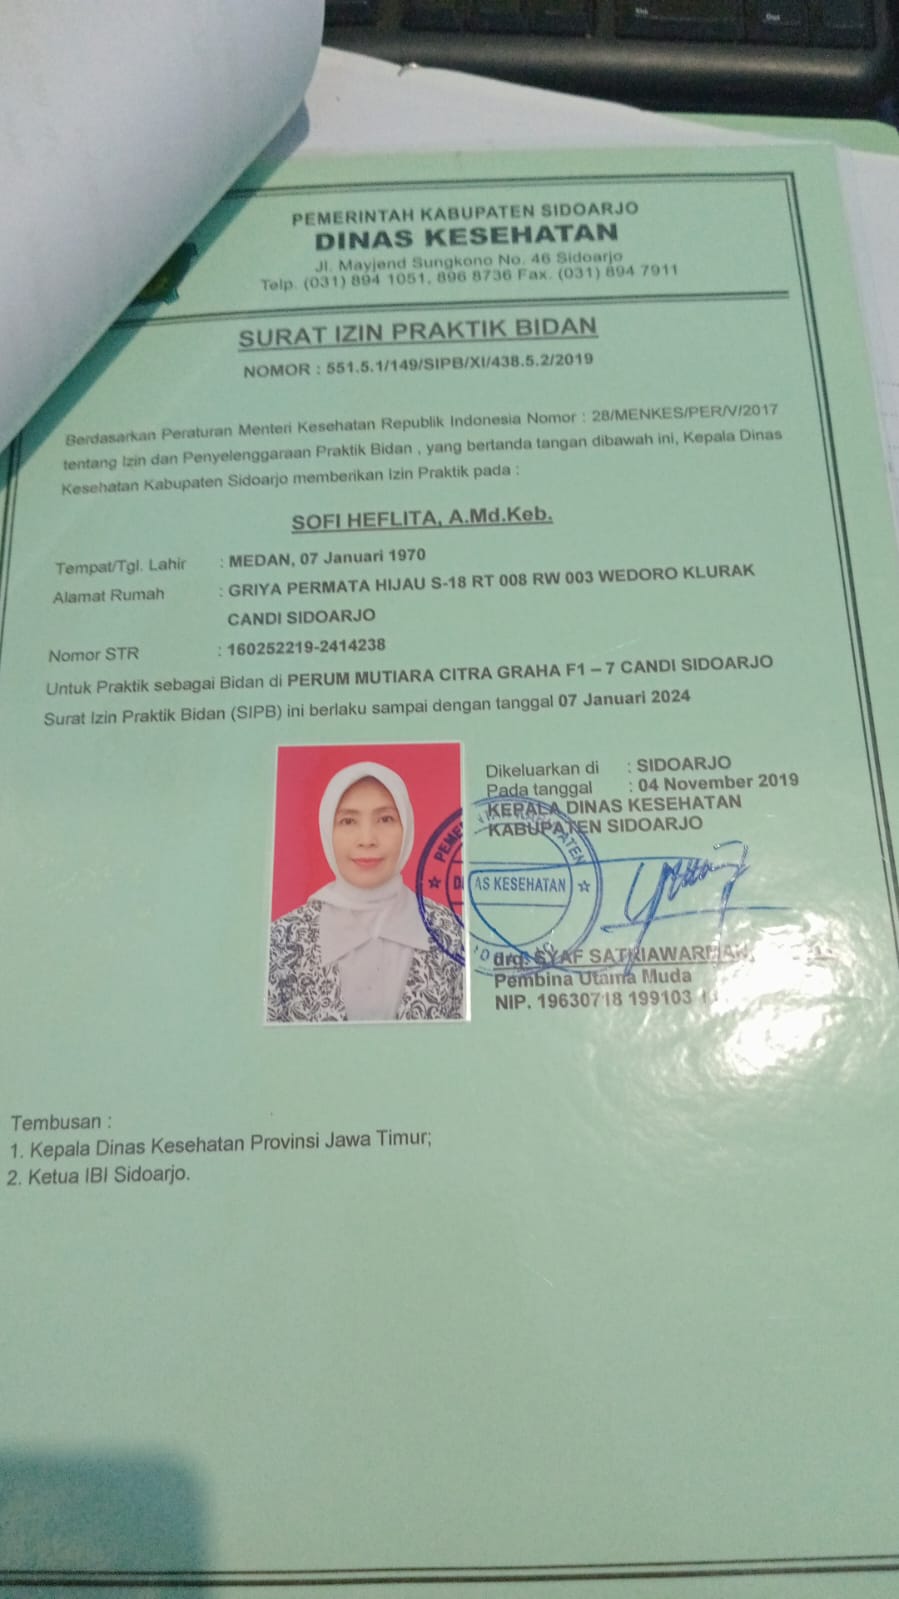 PEMERINTAH KABUPATEN SIDOARJO
DINAS KESEHATAN
Jl. Mayjend Sungkono No. 46 Sidoarjo
Telp. (031) 894 1051, 896 8736 Fax. (031) 894 7911
SURAT IZIN PRAKTIK BIDAN
NOMOR : 551.5.1/149/SIPB/XI/438.5.2/2019
Berdasarkan Peraturan Menteri Kesehatan Republik Indonesia Nomor : 28/MENKES/PER/V/2017
tentang Izin dan Penyelenggaraan Praktik Bidan , yang bertanda tangan dibawah ini, Kepala Dinas
Kesehatan Kabupaten Sidoarjo memberikan Izin Praktik pada :
SOFI HEFLITA, A.Md.Keb.
Tempat/Tgl. Lahir : MEDAN, 07 Januari 1970
Alamat Rumah : GRIYA PERMATA HIJAU S-18 RT 008 RW 003 WEDORO KLURAK
CANDI SIDOARJO
Nomor STR : 160252219-2414238
Untuk Praktik sebagai Bidan di PERUM MUTIARA CITRA GRAHA F1 – 7 CANDI SIDOARJO
Surat Izin Praktik Bidan (SIPB) ini berlaku sampai dengan tanggal 07 Januari 2024
Dikeluarkan di : SIDOARJO
Pada tanggal : 04 November 2019
KEPALA DINAS KESEHATAN
KABUPATEN SIDOARJO
AS KESEHATAN
drg. SYAF SATRIAWARMAN,
Pembina Utama Muda
NIP. 19630718 199103
Tembusan :
1. Kepala Dinas Kesehatan Provinsi Jawa Timur;
2. Ketua IBI Sidoarjo.